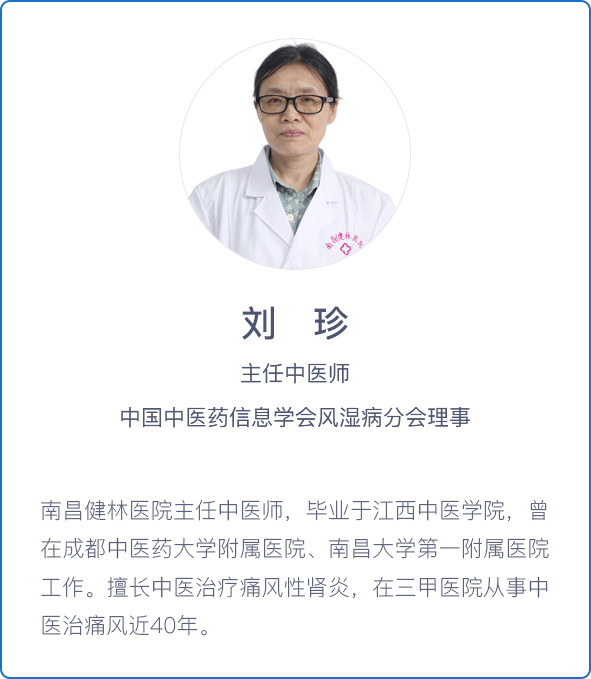 南昌健林医院
刘 珍
主任中医师
中国中医药信息学会风湿病分会理事
南昌健林医院主任中医师，毕业于江西中医学院，曾
在成都中医药大学附属医院、南昌大学第一附属医院
工作。擅长中医治疗痛风性肾炎，在三甲医院从事中
医治痛风近40年。